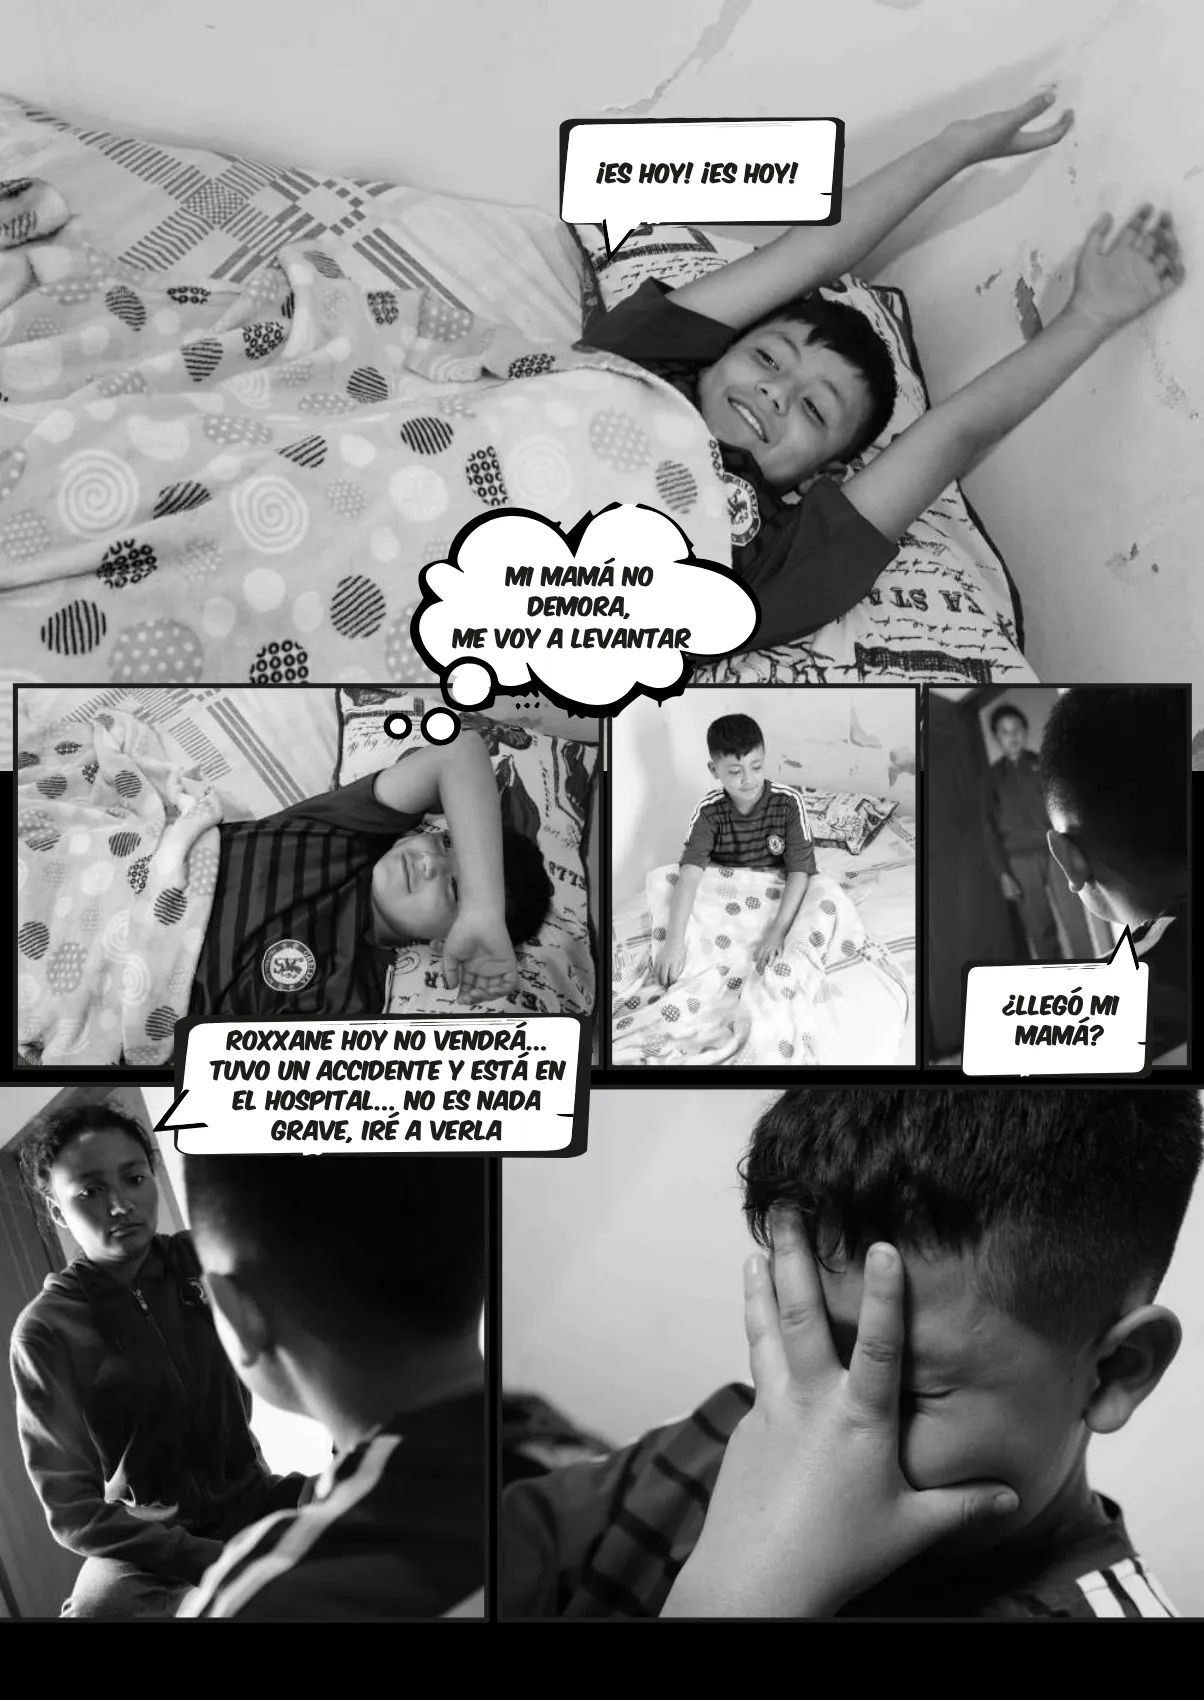 ¡ES HOY! ¡ES HOY!
MI MAMÁ NO
DEMORA,
ME VOY A LEVANTAR
¿LLEGÓ MI
MAMÁ?
ROXXANE HOY NO VENDRÁ...
TUVO UN ACCIDENTE Y ESTÁ EN
EL HOSPITAL... NO ES NADA
GRAVE, IRÉ A VERLA